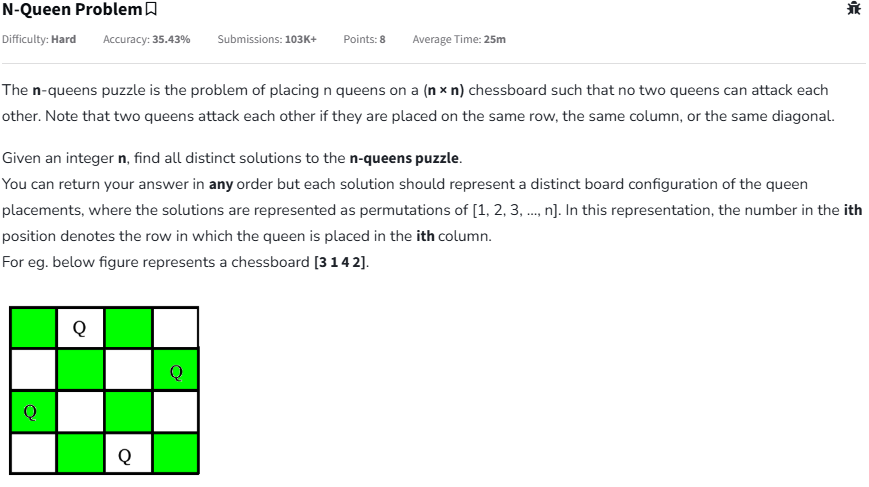 N-Queen Problem
Difficulty: Hard Accuracy: 35.43% Submissions: 103K+ Points: 8 Average Time: 25m
The n-queens puzzle is the problem of placing n queens on a (n × n) chessboard such that no two queens can attack each
other. Note that two queens attack each other if they are placed on the same row, the same column, or the same diagonal.
Given an integer n, find all distinct solutions to the n-queens puzzle.
You can return your answer in any order but each solution should represent a distinct board configuration of the queen
placements, where the solutions are represented as permutations of [1, 2, 3, ..., n]. In this representation, the number in the ith
position denotes the row in which the queen is placed in the ith column.
For eg. below figure represents a chessboard [3 1 4 2].
Q
Q
Q
Q